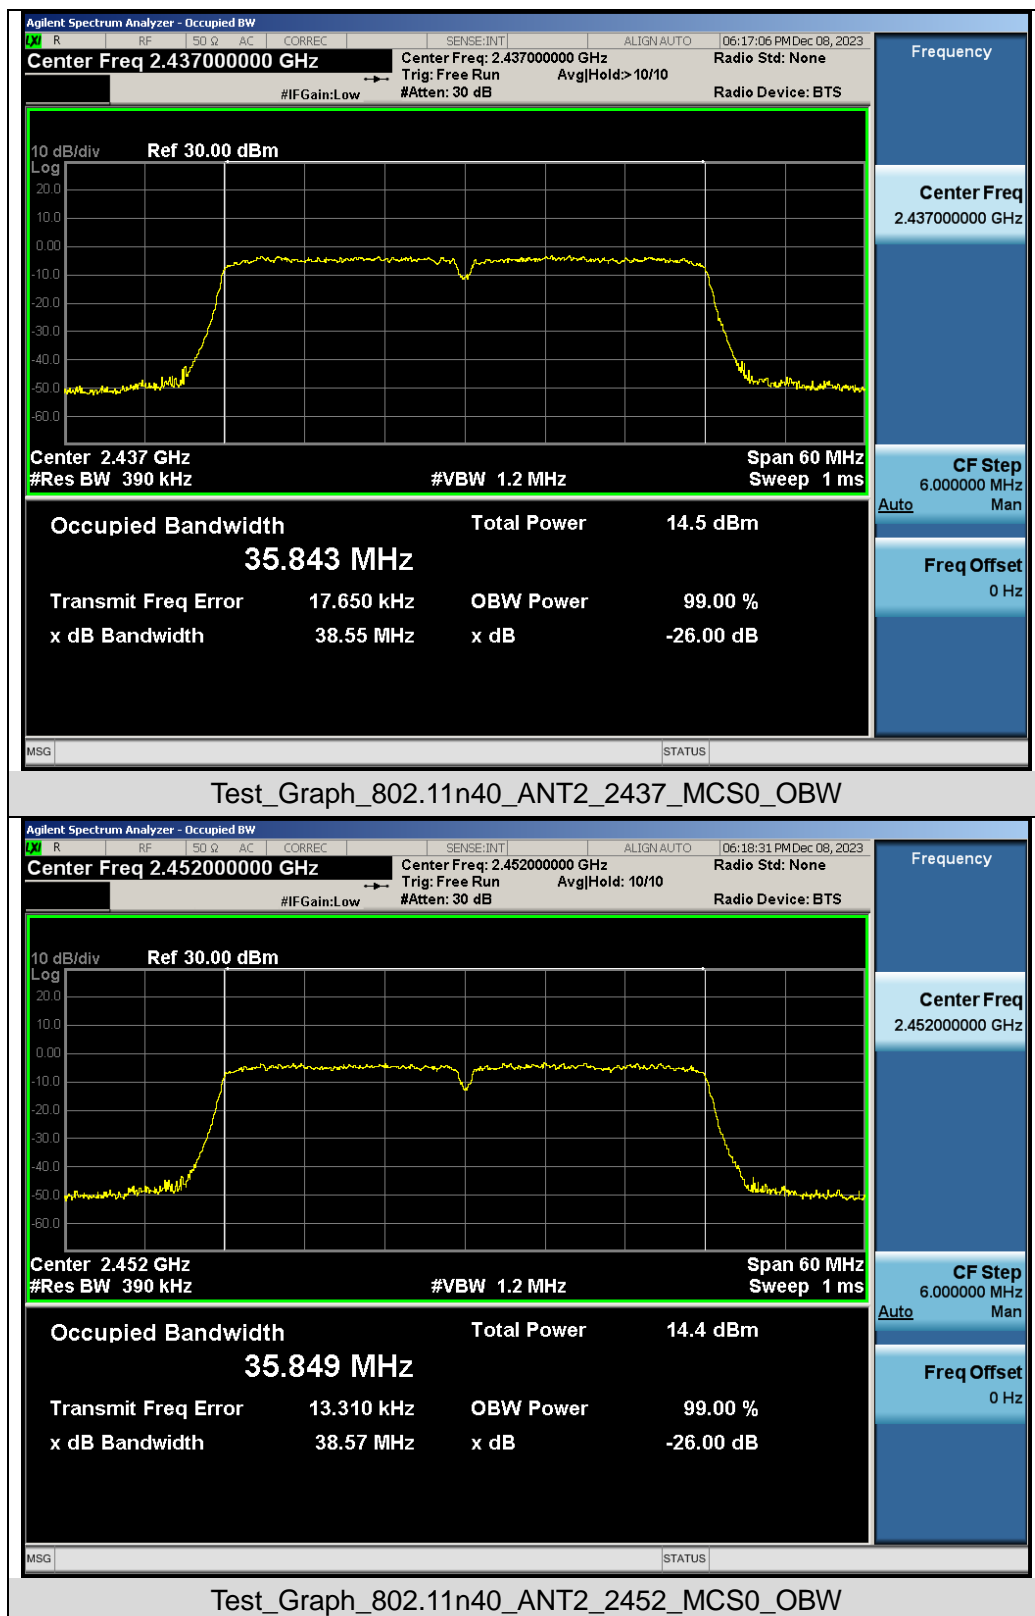 Agilent Spectrum Analyzer - Occupied BW
LXI R RF 50 Ω AC CORREC SENSE:INT ALIGN AUTO 06:17:06 PM Dec 08, 2023
Center Freq 2.437000000 GHz
Center Freq: 2.437000000 GHz Radio Std: None
Trig: Free Run Avg|Hold:>10/10
#IFGain:Low #Atten: 30 dB Radio Device: BTS
Frequency
10 dB/div Ref 30.00 dBm
Log
20.0
10.0
0.00
-10.0
-20.0
-30.0
-40.0
-50.0
-60.0
Center 2.437 GHz Span 60 MHz
#Res BW 390 kHz #VBW 1.2 MHz Sweep 1 ms
Occupied Bandwidth Total Power 14.5 dBm
35.843 MHz
Transmit Freq Error 17.650 kHz OBW Power 99.00 %
x dB Bandwidth 38.55 MHz x dB -26.00 dB
Center Freq
2.437000000 GHz
CF Step
6.000000 MHz
Auto Man
Freq Offset
0 Hz
MSG STATUS
Test_Graph_802.11n40_ANT2_2437_MCS0_OBW
Agilent Spectrum Analyzer - Occupied BW
LXI R RF 50 Ω AC CORREC SENSE:INT ALIGN AUTO 06:18:31 PM Dec 08, 2023
Center Freq 2.452000000 GHz
Center Freq: 2.452000000 GHz Radio Std: None
Trig: Free Run Avg|Hold: 10/10
#IFGain:Low #Atten: 30 dB Radio Device: BTS
Frequency
10 dB/div Ref 30.00 dBm
Log
20.0
10.0
0.00
-10.0
-20.0
-30.0
-40.0
-50.0
-60.0
Center 2.452 GHz Span 60 MHz
#Res BW 390 kHz #VBW 1.2 MHz Sweep 1 ms
Occupied Bandwidth Total Power 14.4 dBm
35.849 MHz
Transmit Freq Error 13.310 kHz OBW Power 99.00 %
x dB Bandwidth 38.57 MHz x dB -26.00 dB
Center Freq
2.452000000 GHz
CF Step
6.000000 MHz
Auto Man
Freq Offset
0 Hz
MSG STATUS
Test_Graph_802.11n40_ANT2_2452_MCS0_OBW